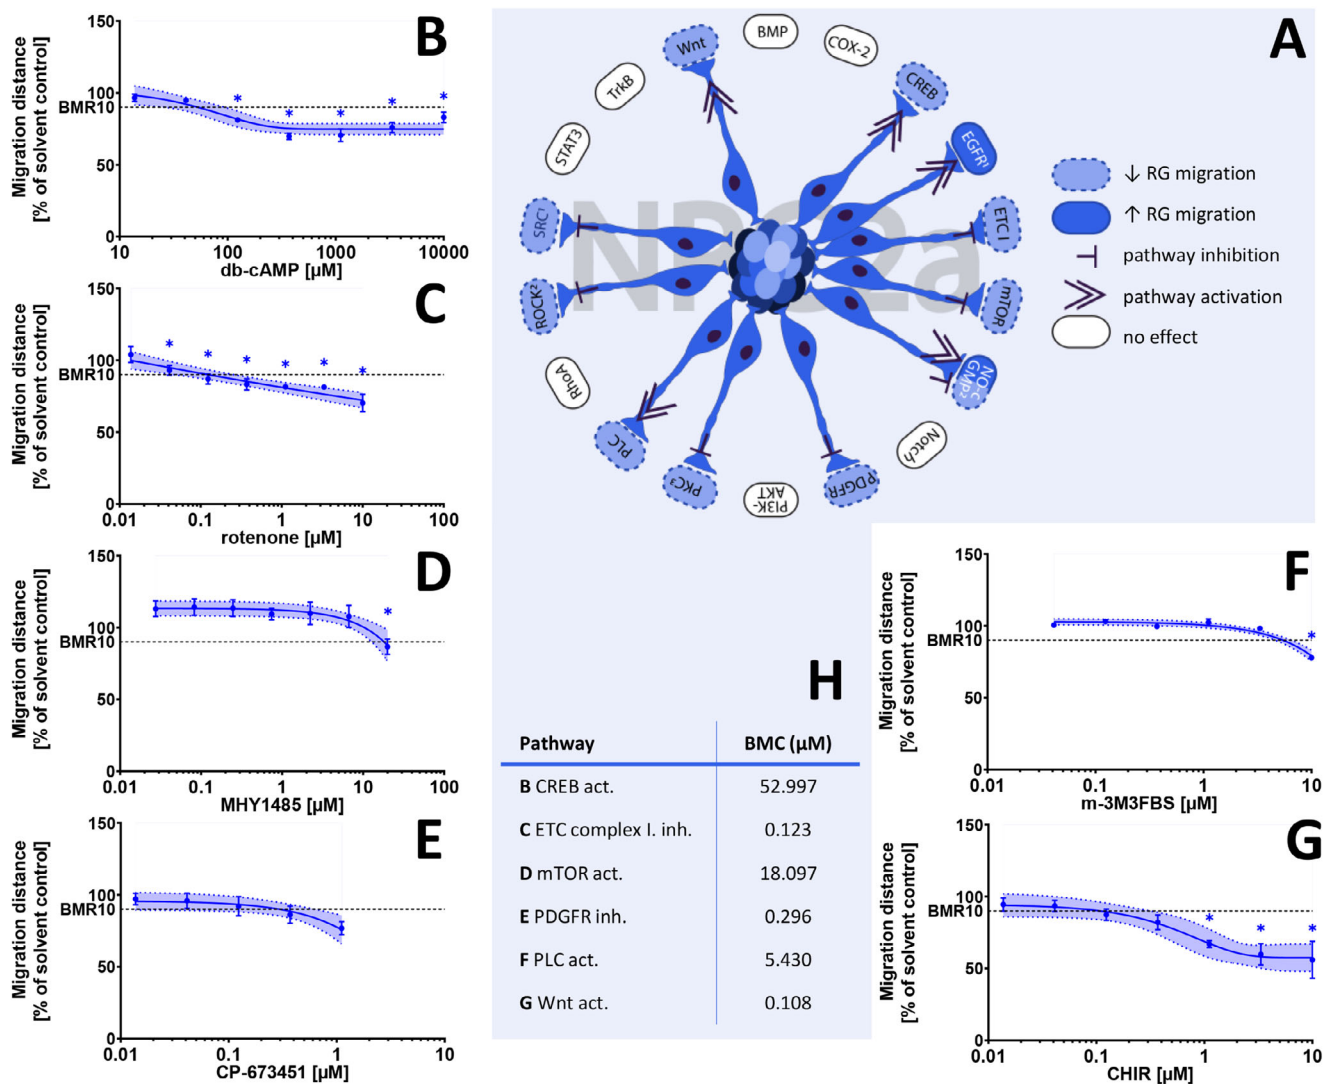 B
Migration distance
[% of solvent control]
150
100
BMR10
50
0
* * * * *
10 100 1000 10000
db-cAMP [µM]
C
Migration distance
[% of solvent control]
150
100
BMR10
50
0
* * * * * *
0.01 0.1 1 10 100
rotenone [µM]
D
Migration distance
[% of solvent control]
150
100
BMR10
50
0
*
0.01 0.1 1 10 100
MHY1485 [µM]
E
Migration distance
[% of solvent control]
150
100
BMR10
50
0
0.01 0.1 1 10
CP-673451 [µM]
A
NPC2a
BMP
COX-2
CREB
EGFR¹
ETC I
mTOR
NO-C
GMP²
Notch
PDGFR
PI3K-
AKT
PKC³
PLC
RhoA
ROCK²
SRC¹
STAT3
TrkB
Wnt
↓ RG migration
↑ RG migration
pathway inhibition
pathway activation
no effect
H
Pathway BMC (µM)
B CREB act. 52.997
C ETC complex I. inh. 0.123
D mTOR act. 18.097
E PDGFR inh. 0.296
F PLC act. 5.430
G Wnt act. 0.108
F
Migration distance
[% of solvent control]
150
100
BMR10
50
0
*
0.01 0.1 1 10
m-3M3FBS [µM]
G
Migration distance
[% of solvent control]
150
100
BMR10
50
0
* * *
0.01 0.1 1 10
CHIR [µM]